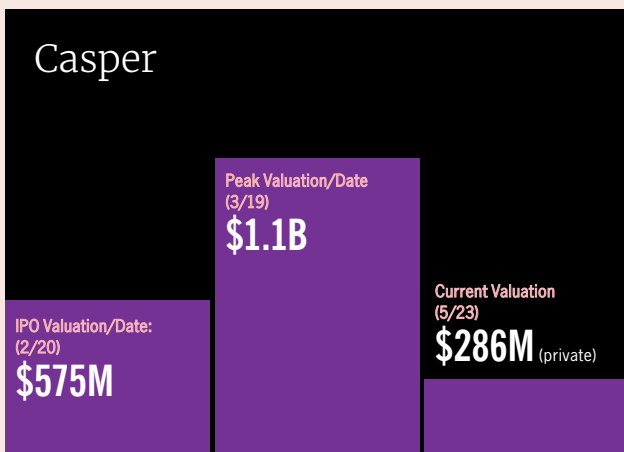 Casper
IPO Valuation/Date:
(2/20)
$575M
Peak Valuation/Date
(3/19)
$1.1B
Current Valuation
(5/23)
$286M (private)